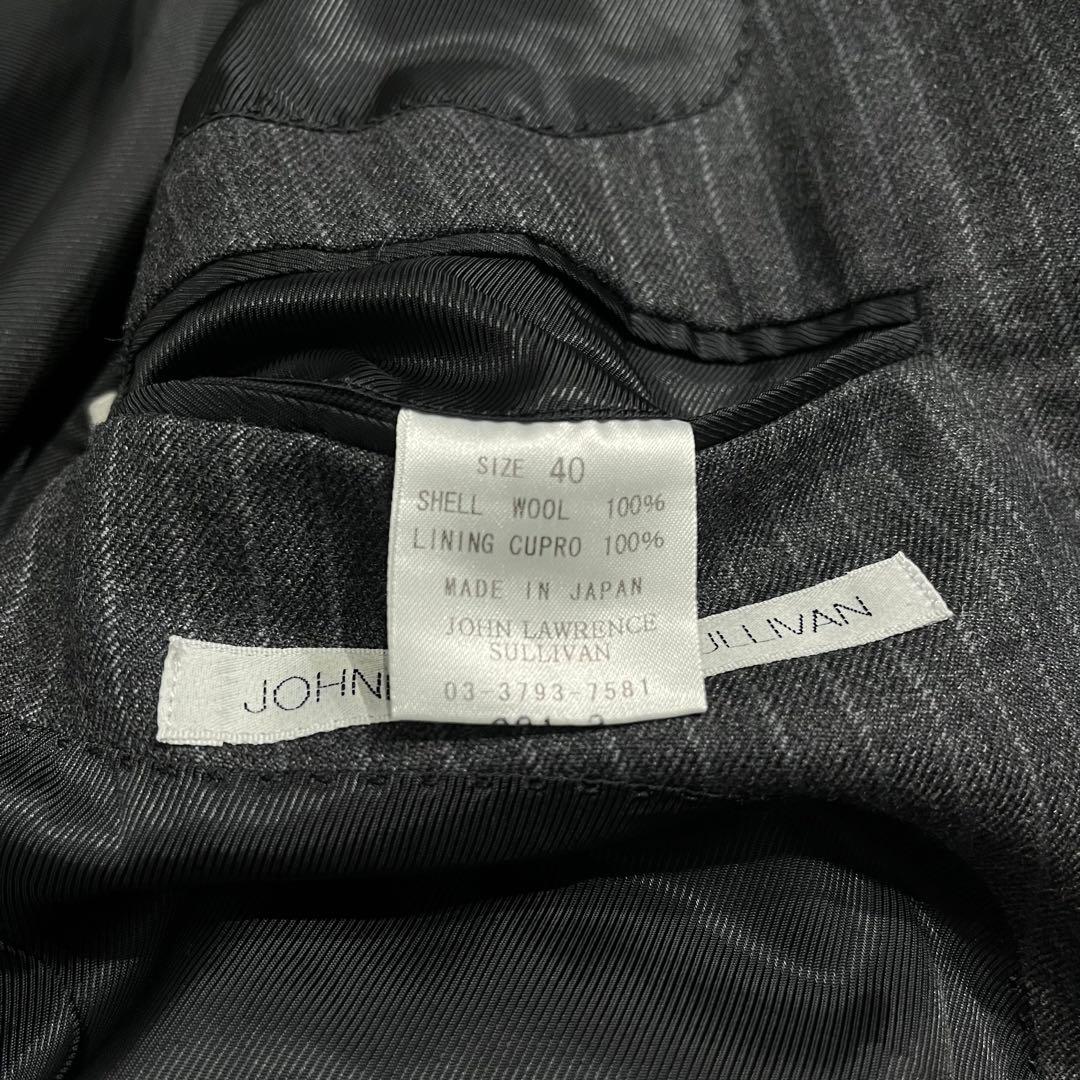 SIZE 40
SHELL WOOL 100%
LINING CUPRO 100%
MADE IN JAPAN
JOHN LAWRENCE
SULLIVAN
03-3793-7581
JOHN
ULLIVAN